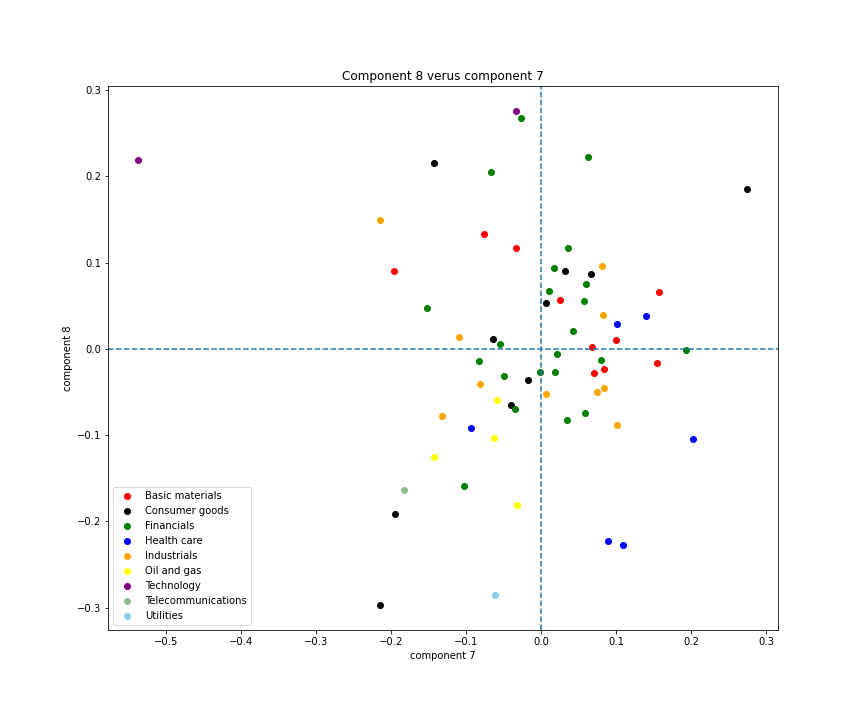 Component 8 verus component 7
0.3
0.2
0.1
0.0
−0.1
−0.2
−0.3
component 8
Basic materials
Consumer goods
Financials
Health care
Industrials
Oil and gas
Technology
Telecommunications
Utilities
−0.5
−0.4
−0.3
−0.2
−0.1
0.0
0.1
0.2
0.3
component 7